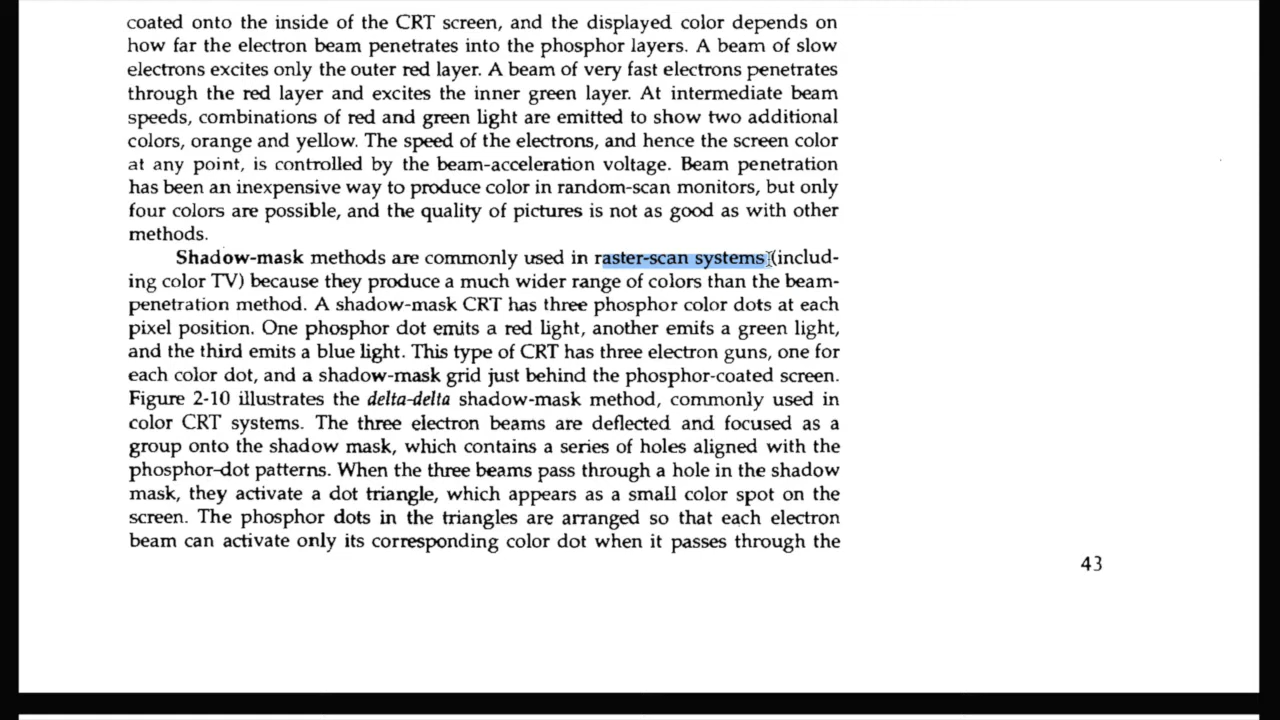 coated onto the inside of the CRT screen, and the displayed color depends on
how far the electron beam penetrates into the phosphor layers. A beam of slow
electrons excites only the outer red layer. A beam of very fast electrons penetrates
through the red layer and excites the inner green layer. At intermediate beam
speeds, combinations of red and green light are emitted to show two additional
colors, orange and yellow. The speed of the electrons, and hence the screen color
at any point, is controlled by the beam-acceleration voltage. Beam penetration
has been an inexpensive way to produce color in random-scan monitors, but only
four colors are possible, and the quality of pictures is not as good as with other
methods.
Shadow-mask methods are commonly used in raster-scan systems (includ-
ing color TV) because they produce a much wider range of colors than the beam-
penetration method. A shadow-mask CRT has three phosphor color dots at each
pixel position. One phosphor dot emits a red light, another emits a green light,
and the third emits a blue light. This type of CRT has three electron guns, one for
each color dot, and a shadow-mask grid just behind the phosphor-coated screen.
Figure 2-10 illustrates the delta-delta shadow-mask method, commonly used in
color CRT systems. The three electron beams are deflected and focused as a
group onto the shadow mask, which contains a series of holes aligned with the
phosphor-dot patterns. When the three beams pass through a hole in the shadow
mask, they activate a dot triangle, which appears as a small color spot on the
screen. The phosphor dots in the triangles are arranged so that each electron
beam can activate only its corresponding color dot when it passes through the
43